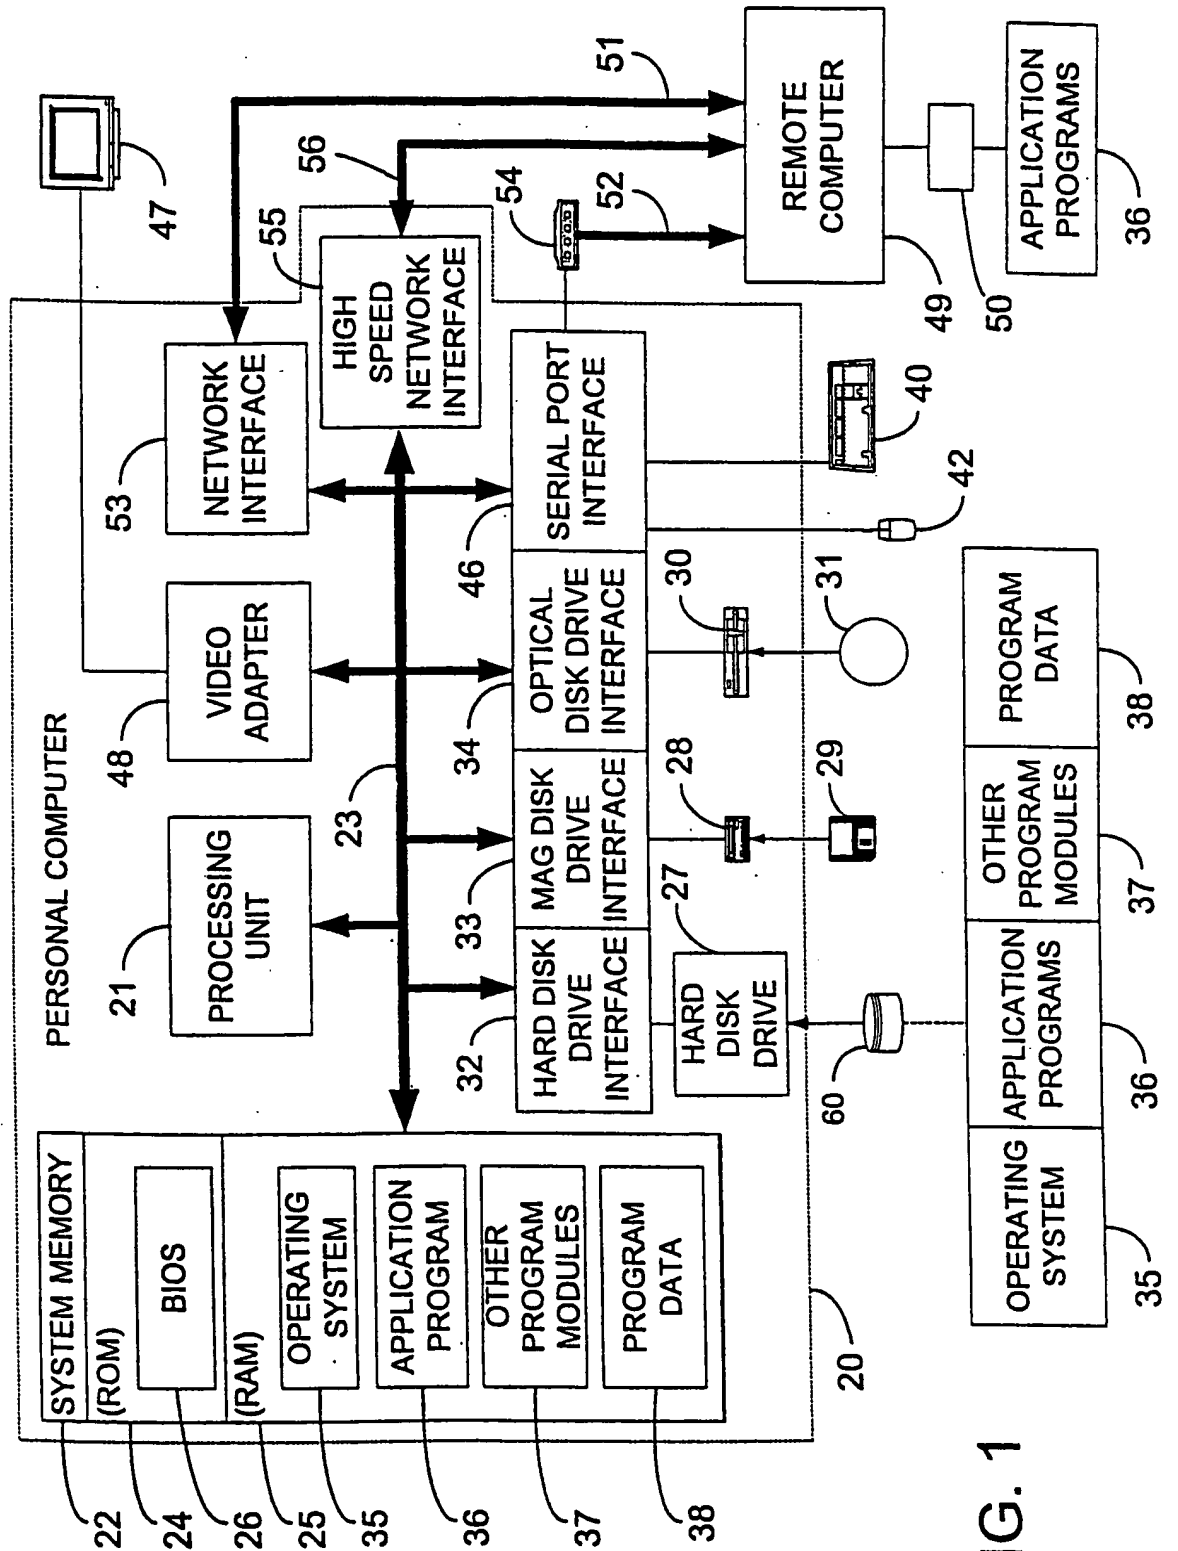 PERSONAL COMPUTER
SYSTEM MEMORY
(ROM)
BIOS
(RAM)
OPERATING
SYSTEM
APPLICATION
PROGRAM
OTHER
PROGRAM
MODULES
PROGRAM
DATA
22
24
26
25
35
36
37
38
21
PROCESSING
UNIT
48
VIDEO
ADAPTER
53
NETWORK
INTERFACE
47
55
HIGH
SPEED
NETWORK
INTERFACE
56
51
23
32
HARD DISK
DRIVE
INTERFACE
33
MAG DISK
DRIVE
INTERFACE
34
OPTICAL
DISK DRIVE
INTERFACE
46
SERIAL PORT
INTERFACE
54
52
HARD
DISK
DRIVE
27
28
30
60
29
31
42
40
REMOTE
COMPUTER
49
50
APPLICATION
PROGRAMS
36
20
OPERATING
SYSTEM
APPLICATION
PROGRAMS
OTHER
PROGRAM
MODULES
PROGRAM
DATA
35
36
37
38
IG. 1